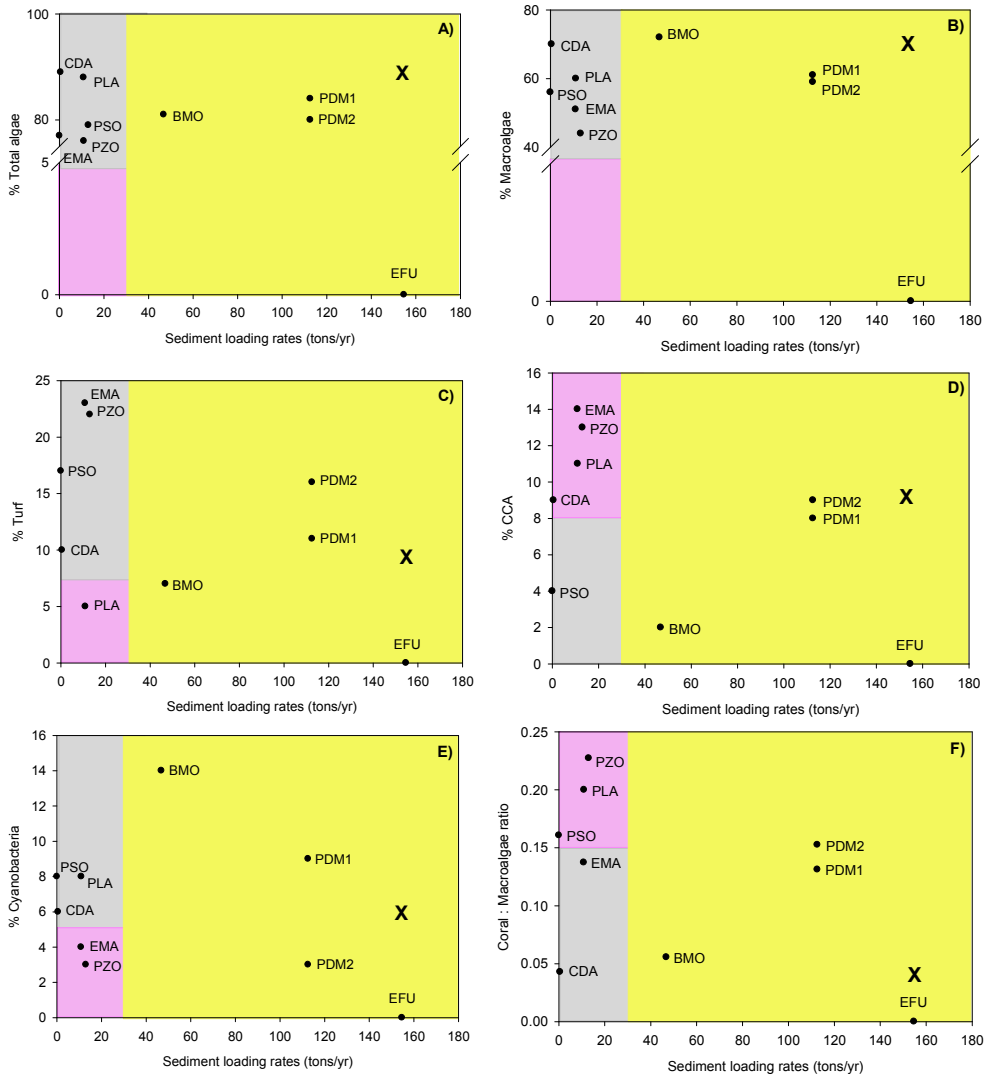 A)
100
80
5
0
% Total algae
CDA
PLA
PSO
PZO
EMA
BMO
PDM1
PDM2
X
EFU
0 20 40 60 80 100 120 140 160 180
Sediment loading rates (tons/yr)
B)
80
60
40
0
% Macroalgae
CDA
PLA
PSO
EMA
PZO
BMO
PDM1
PDM2
X
EFU
0 20 40 60 80 100 120 140 160 180
Sediment loading rates (tons/yr)
C)
25
20
15
10
5
0
% Turf
EMA
PZO
PSO
CDA
PLA
BMO
PDM2
PDM1
X
EFU
0 20 40 60 80 100 120 140 160 180
Sediment loading rates (tons/yr)
D)
16
14
12
10
8
6
4
2
0
% CCA
EMA
PZO
PLA
CDA
PSO
BMO
PDM2
PDM1
X
EFU
0 20 40 60 80 100 120 140 160 180
Sediment loading rates (tons/yr)
E)
16
14
12
10
8
6
4
2
0
% Cyanobacteria
PSO
PLA
CDA
EMA
PZO
BMO
PDM1
PDM2
X
EFU
0 20 40 60 80 100 120 140 160 180
Sediment loading rates (tons/yr)
F)
0.25
0.20
0.15
0.10
0.05
0.00
Coral : Macroalgae ratio
PZO
PLA
PSO
EMA
CDA
BMO
PDM2
PDM1
X
EFU
0 20 40 60 80 100 120 140 160 180
Sediment loading rates (tons/yr)